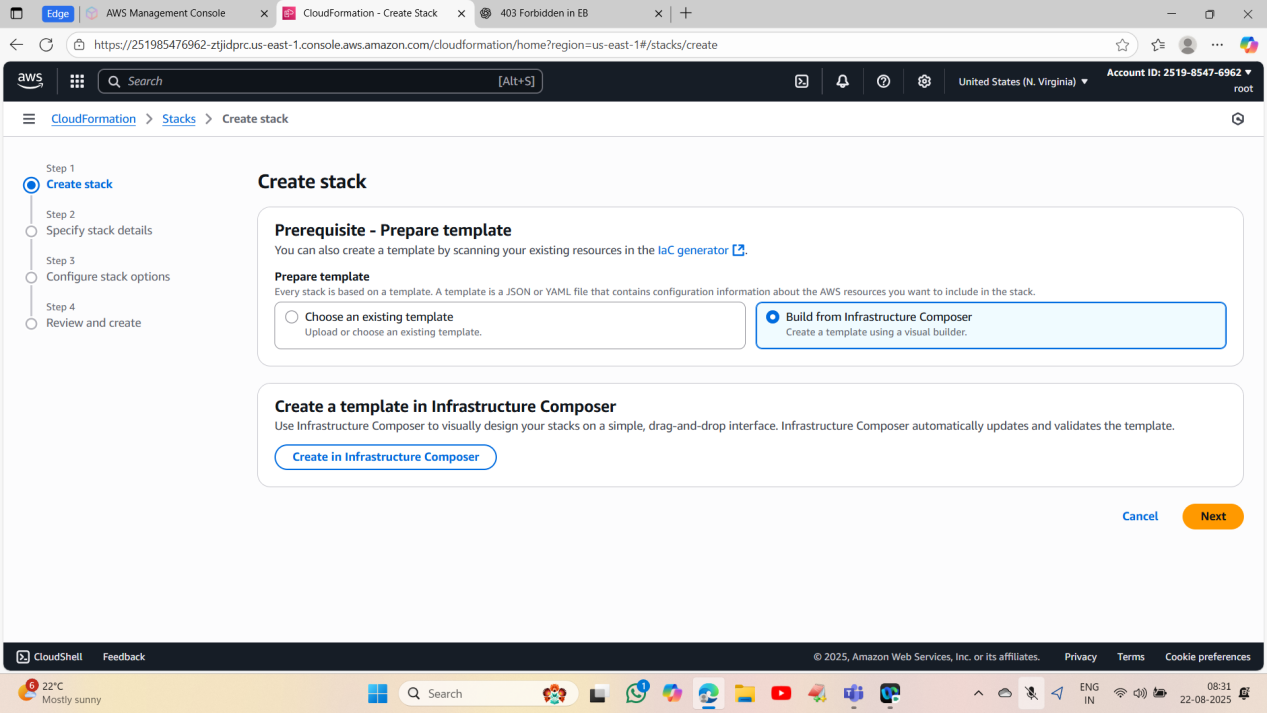 Edge
AWS Management Console
CloudFormation - Create Stack
403 Forbidden in EB
https://251985476962-ztjidprc.us-east-1.console.aws.amazon.com/cloudformation/home?region=us-east-1#/stacks/create
aws
Search
[Alt+S]
United States (N. Virginia)
Account ID: 2519-8547-6962
root
CloudFormation
Stacks
Create stack
Step 1
Create stack
Step 2
Specify stack details
Step 3
Configure stack options
Step 4
Review and create
Create stack
Prerequisite - Prepare template
You can also create a template by scanning your existing resources in the IaC generator.
Prepare template
Every stack is based on a template. A template is a JSON or YAML file that contains configuration information about the AWS resources you want to include in the stack.
Choose an existing template
Upload or choose an existing template.
Build from Infrastructure Composer
Create a template using a visual builder.
Create a template in Infrastructure Composer
Use Infrastructure Composer to visually design your stacks on a simple, drag-and-drop interface. Infrastructure Composer automatically updates and validates the template.
Create in Infrastructure Composer
Cancel
Next
CloudShell
Feedback
© 2025, Amazon Web Services, Inc. or its affiliates.
Privacy
Terms
Cookie preferences
6
22°C
Mostly sunny
Search
1
ENG
IN
08:31
22-08-2025